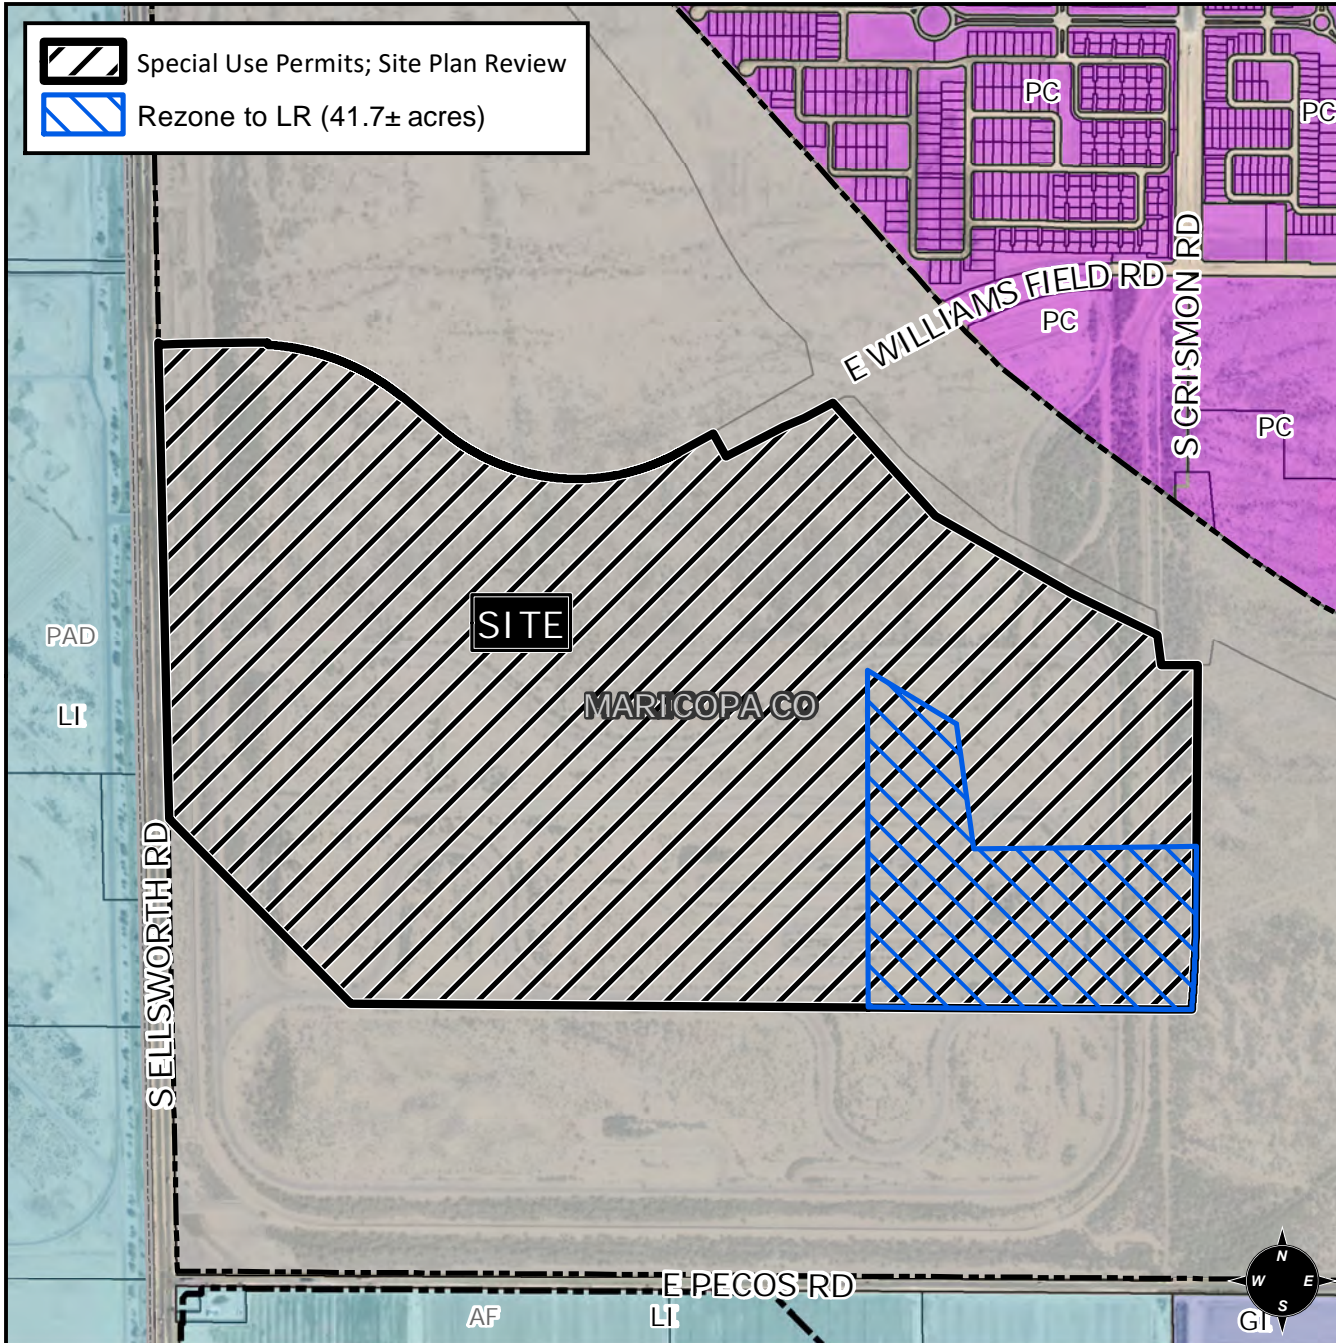 Special Use Permits; Site Plan Review
Rezone to LR (41.7± acres)
PC
PC
S CRISMON RD
E WILLIAMS FIELD RD
PC
PC
SITE
PAD
MARICOPA CO
LI
S ELLSWORTH RD
N
W E
S
E PECOS RD
AF
LI
GI